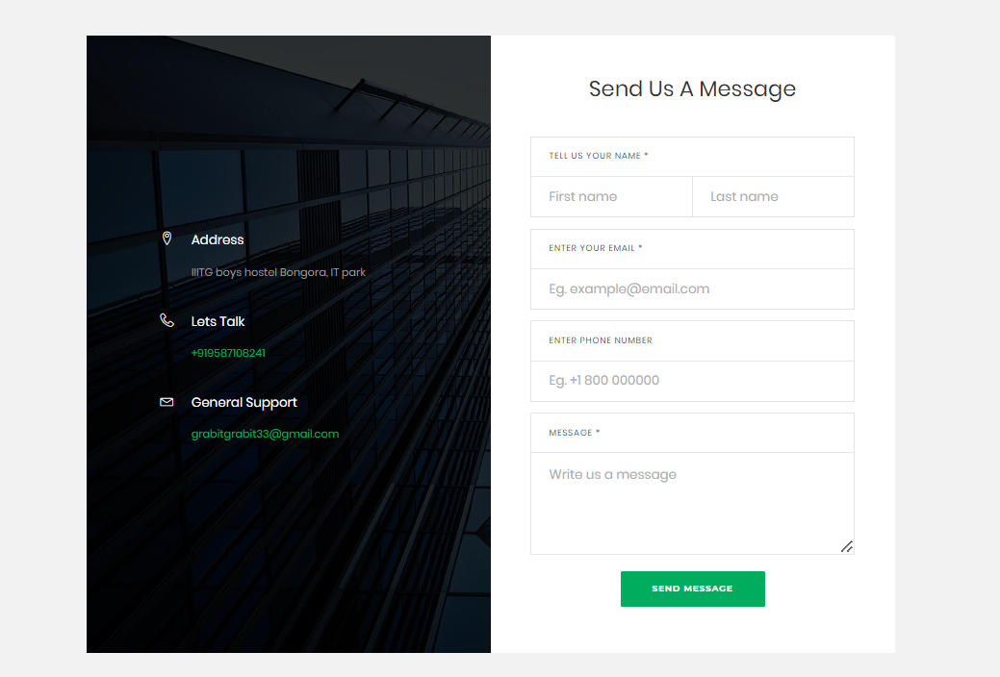 Address
IIITG boys hostel Bongora, IT park
Lets Talk
+919587108241
General Support
grabitgrabit33@gmail.com
Send Us A Message
TELL US YOUR NAME *
First name
Last name
ENTER YOUR EMAIL *
Eg. example@email.com
ENTER PHONE NUMBER
Eg. +1 800 000000
MESSAGE *
Write us a message
SEND MESSAGE